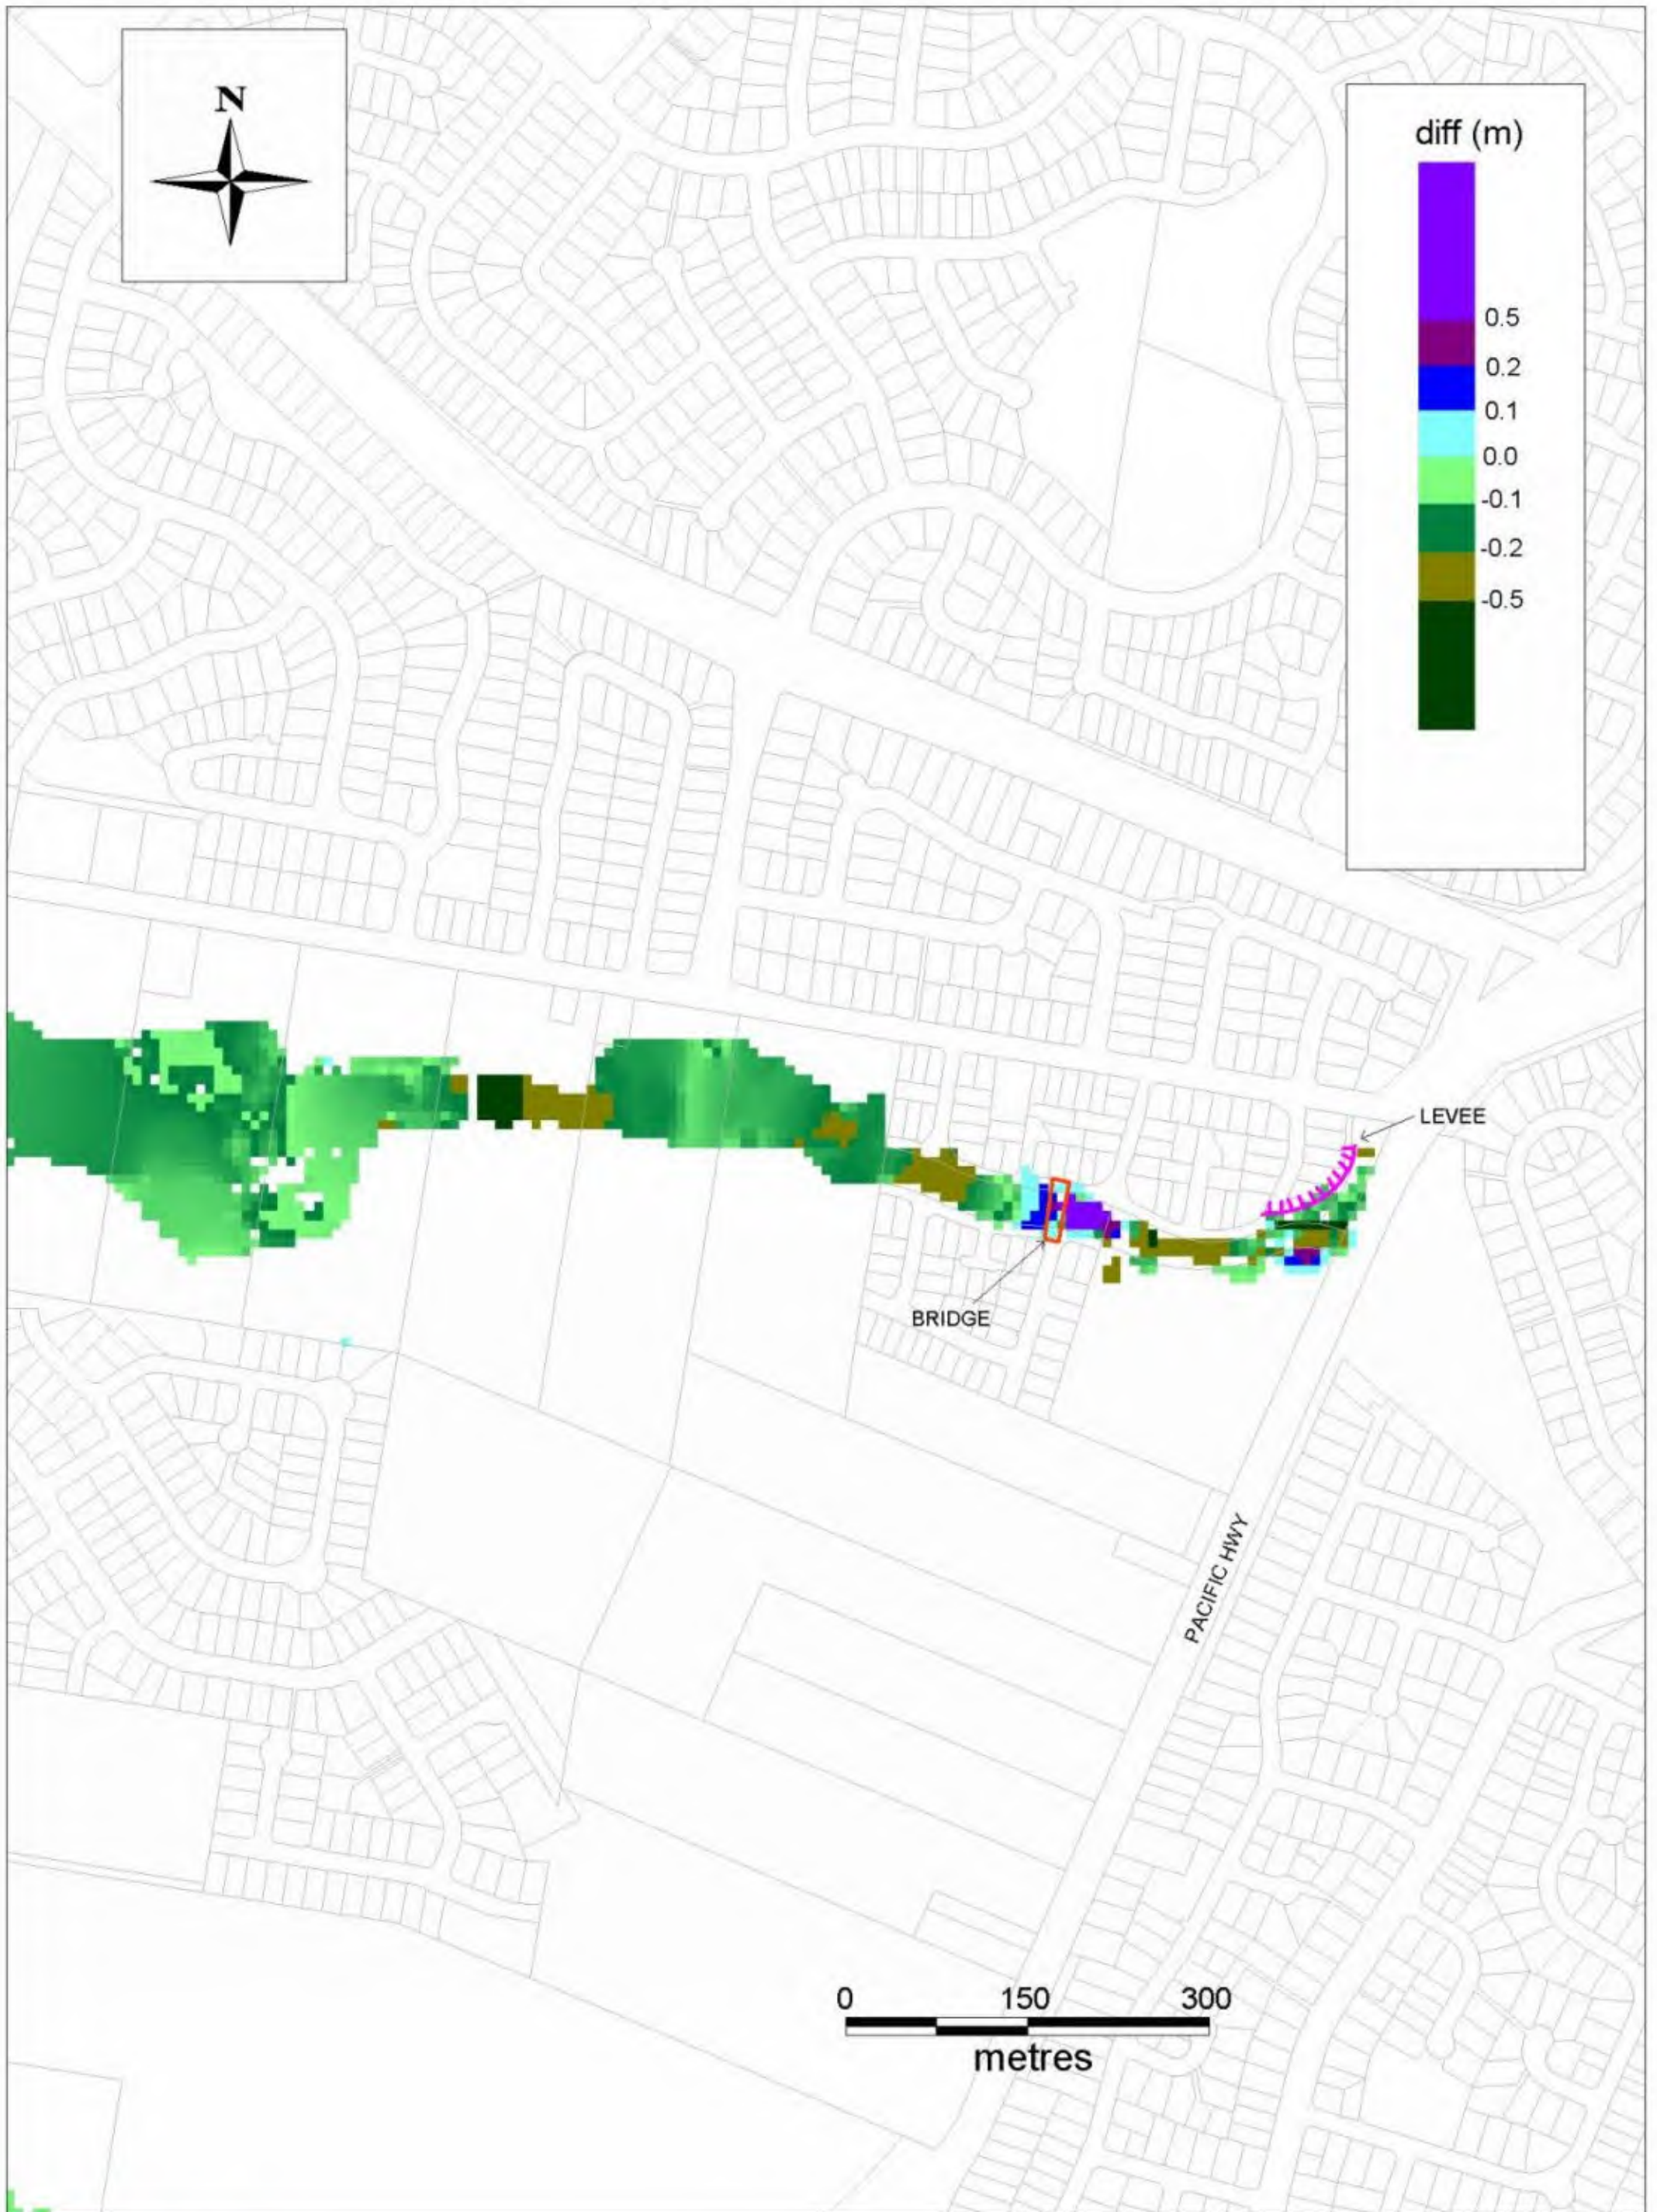 N
diff (m)
0.5
0.2
0.1
0.0
-0.1
-0.2
-0.5
LEVEE
BRIDGE
PACIFIC HWY
0 150 300
metres